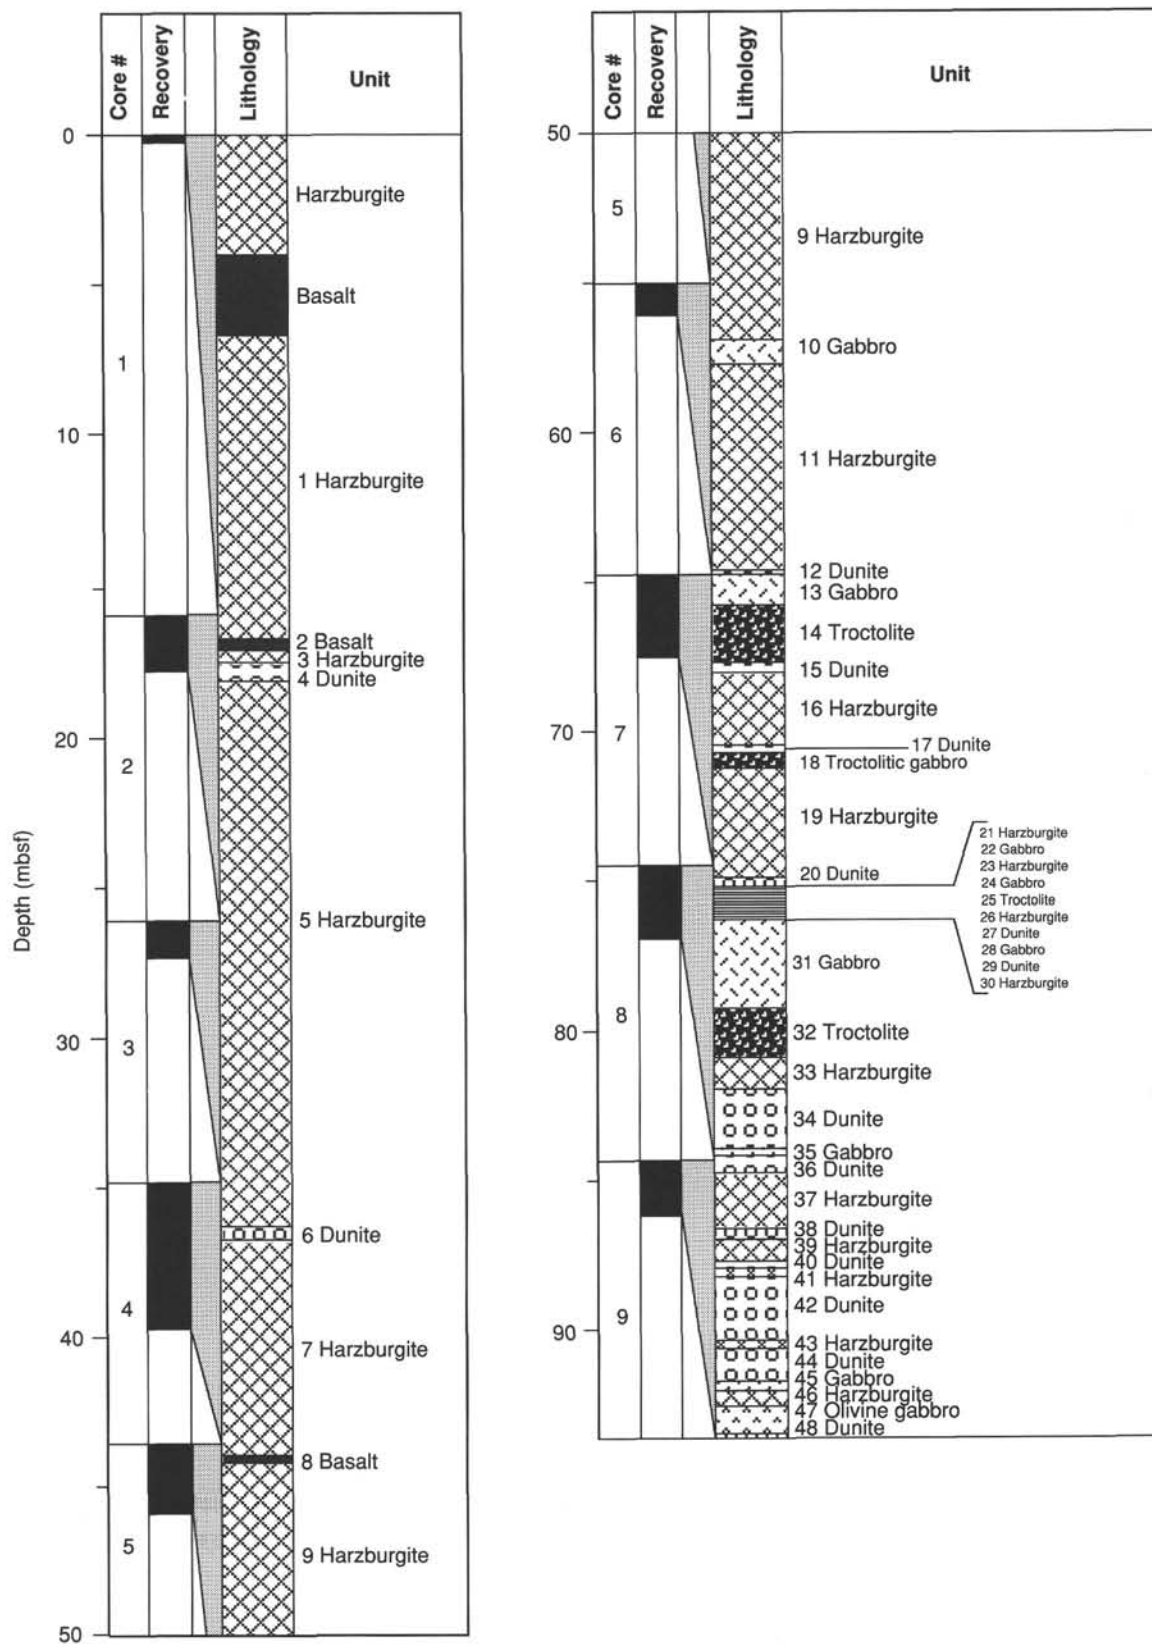 Core #
Recovery
Lithology
Unit
Depth (mbsf)
0
10
20
30
40
50
1
2
3
4
5
Harzburgite
Basalt
1 Harzburgite
2 Basalt
3 Harzburgite
4 Dunite
5 Harzburgite
6 Dunite
7 Harzburgite
8 Basalt
9 Harzburgite
Core #
Recovery
Lithology
Unit
50
60
70
80
90
5
6
7
8
9
9 Harzburgite
10 Gabbro
11 Harzburgite
12 Dunite
13 Gabbro
14 Troctolite
15 Dunite
16 Harzburgite
17 Dunite
18 Troctolitic gabbro
19 Harzburgite
20 Dunite
21 Harzburgite
22 Gabbro
23 Harzburgite
24 Gabbro
25 Troctolite
26 Harzburgite
27 Dunite
28 Gabbro
29 Dunite
30 Harzburgite
31 Gabbro
32 Troctolite
33 Harzburgite
34 Dunite
35 Gabbro
36 Dunite
37 Harzburgite
38 Dunite
39 Harzburgite
40 Dunite
41 Harzburgite
42 Dunite
43 Harzburgite
44 Dunite
45 Gabbro
46 Harzburgite
47 Olivine gabbro
48 Dunite